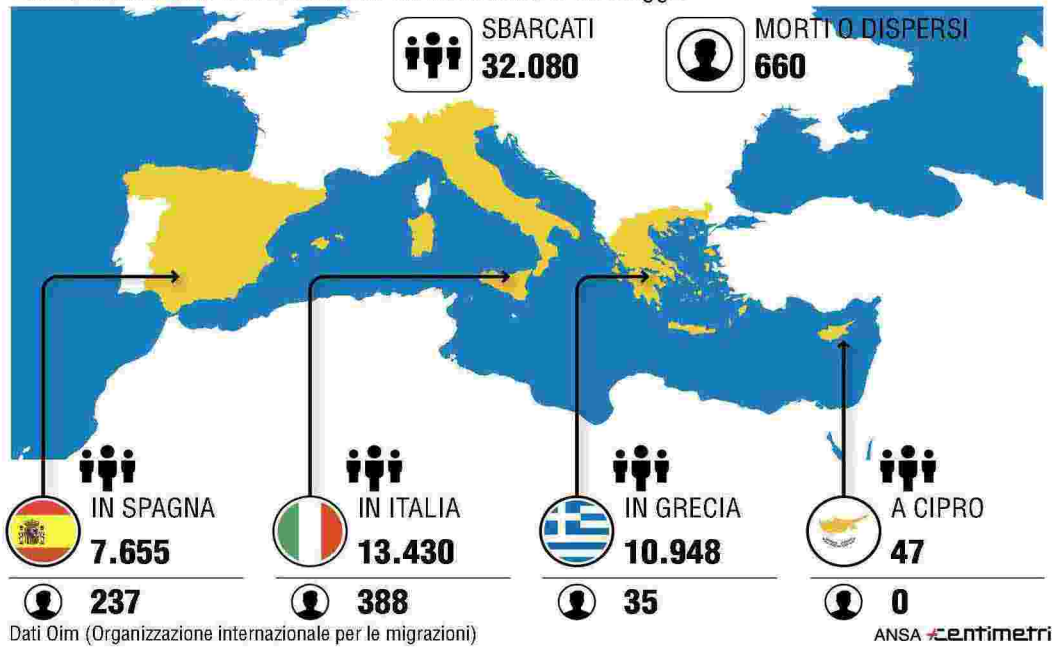 SBARCATI
32.080
MORTI O DISPERSI
660
IN SPAGNA
7.655
237
IN ITALIA
13.430
388
IN GRECIA
10.948
35
A CIPRO
47
0
Dati Oim (Organizzazione internazionale per le migrazioni)
ANSA centimetri